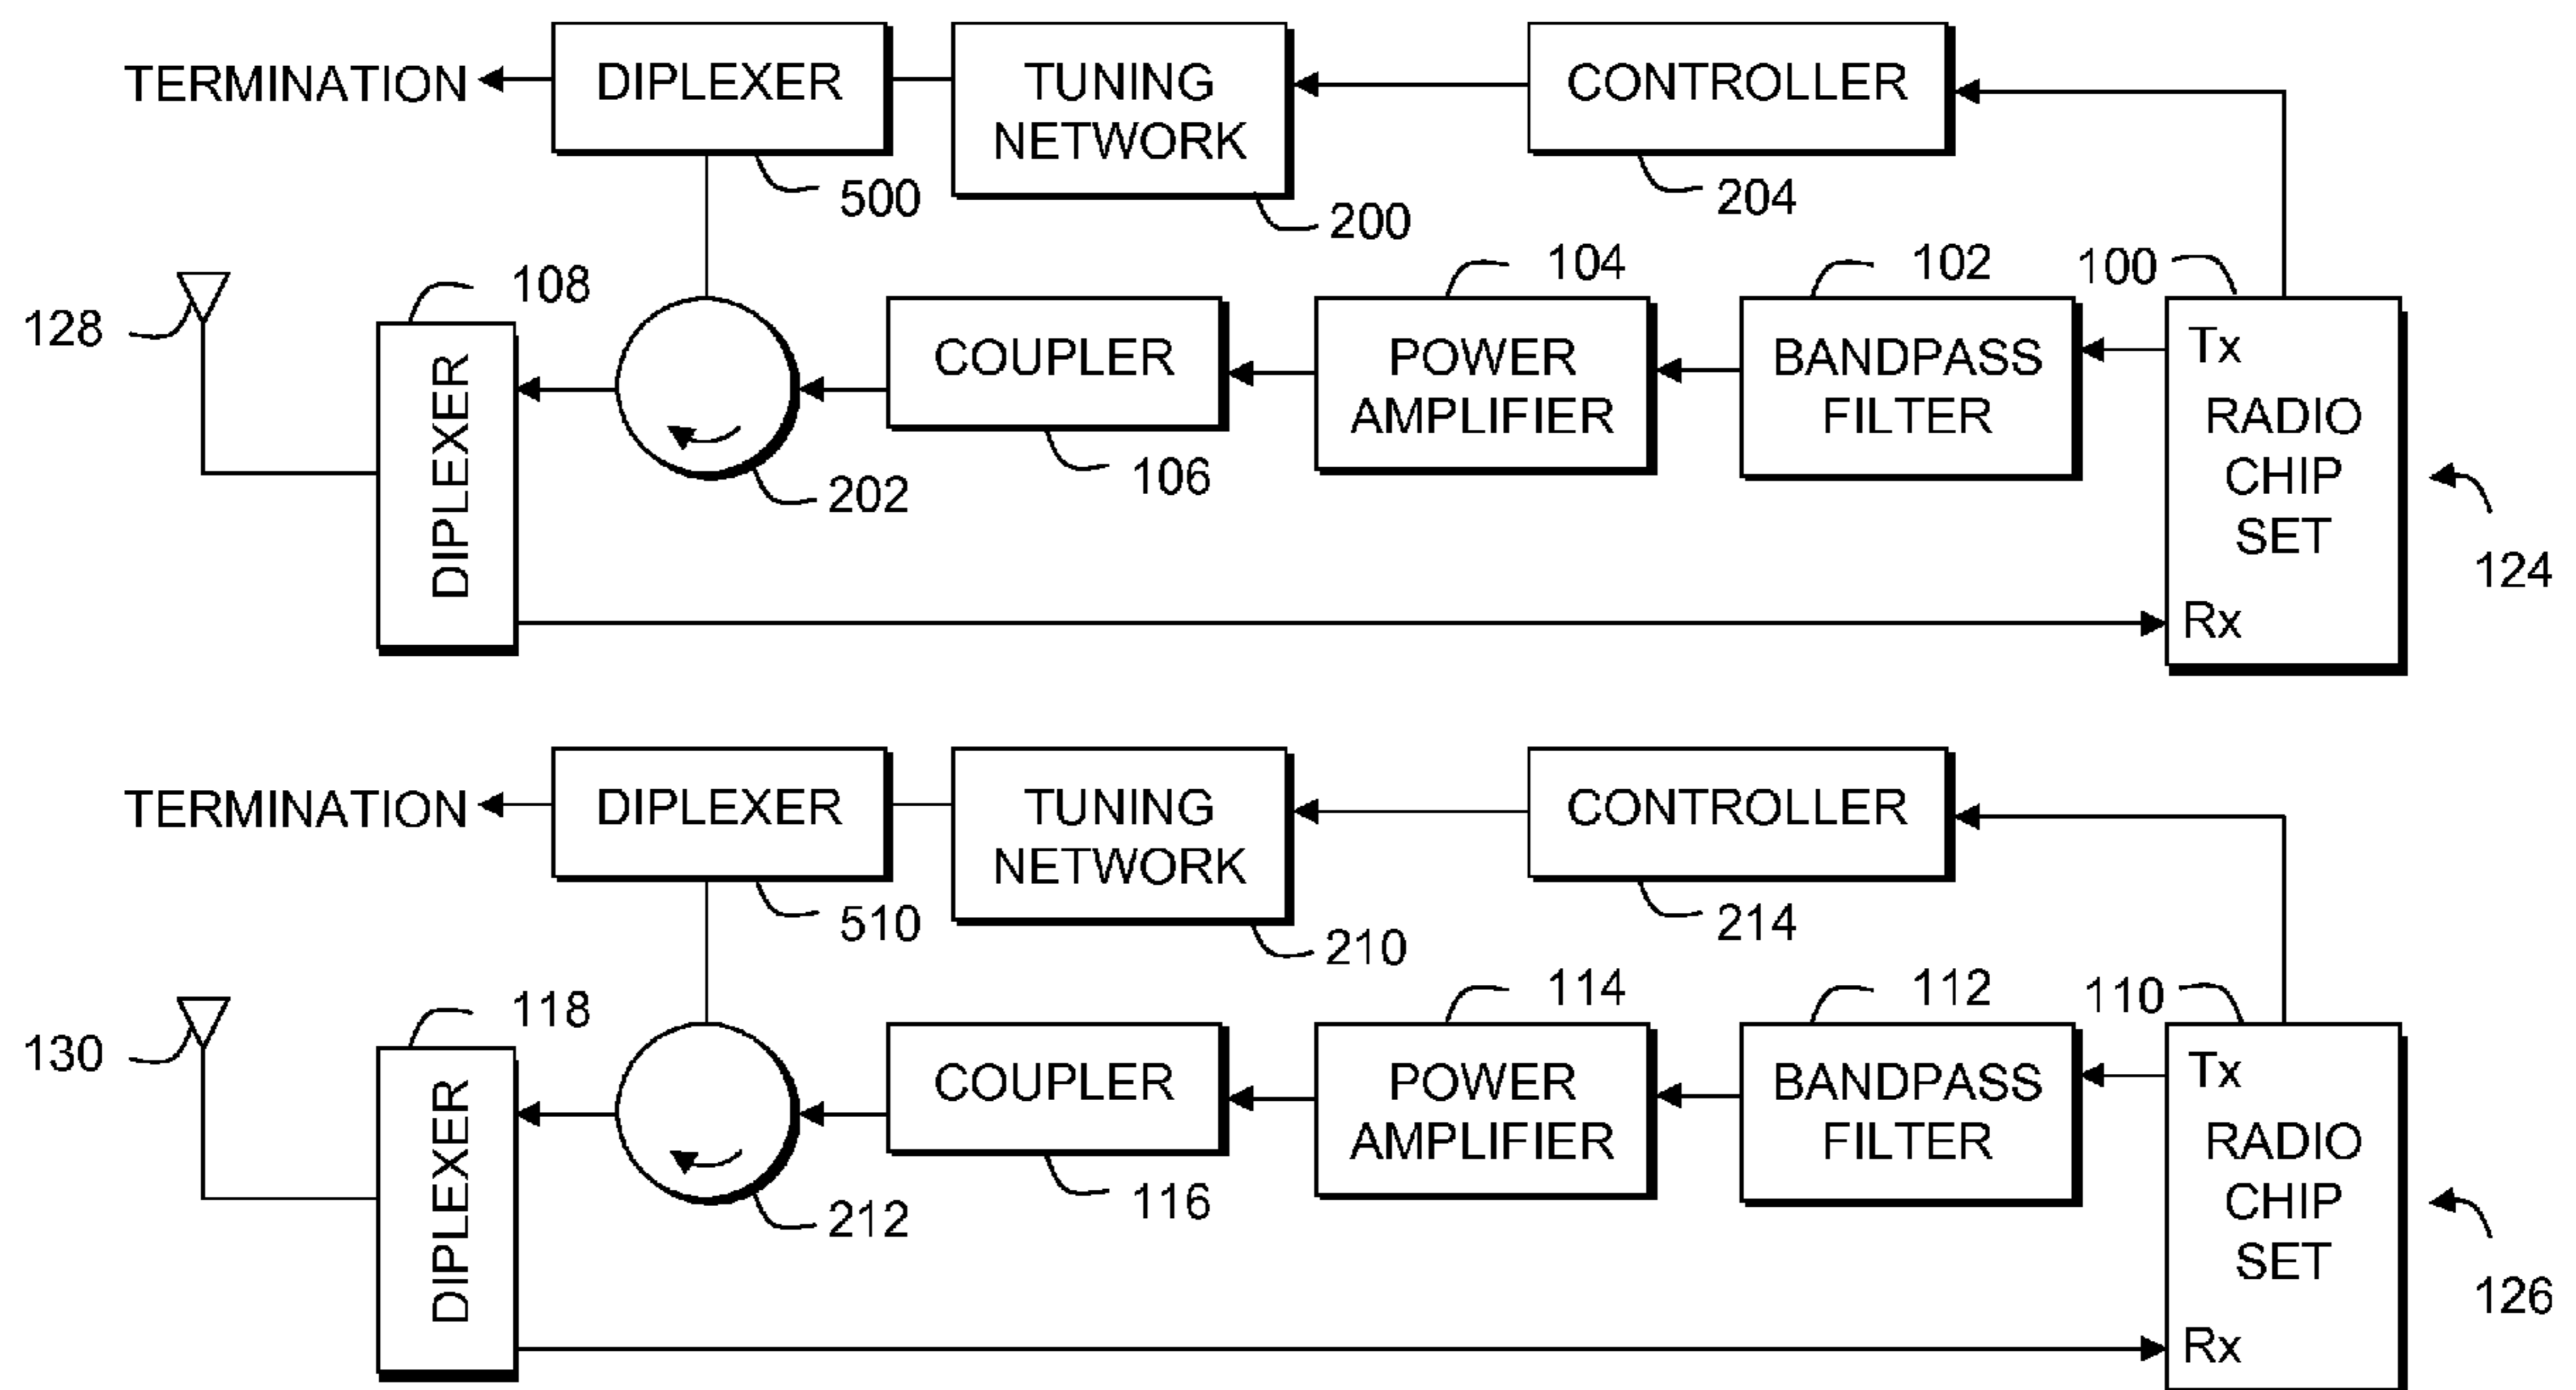 TERMINATION
DIPLEXER
TUNING
NETWORK
CONTROLLER
500
200
204
128
108
DIPLEXER
202
COUPLER
106
104
POWER
AMPLIFIER
102
BANDPASS
FILTER
100
Tx
RADIO
CHIP
SET
Rx
124
TERMINATION
DIPLEXER
TUNING
NETWORK
CONTROLLER
510
210
214
130
118
DIPLEXER
212
COUPLER
116
114
POWER
AMPLIFIER
112
BANDPASS
FILTER
110
Tx
RADIO
CHIP
SET
Rx
126